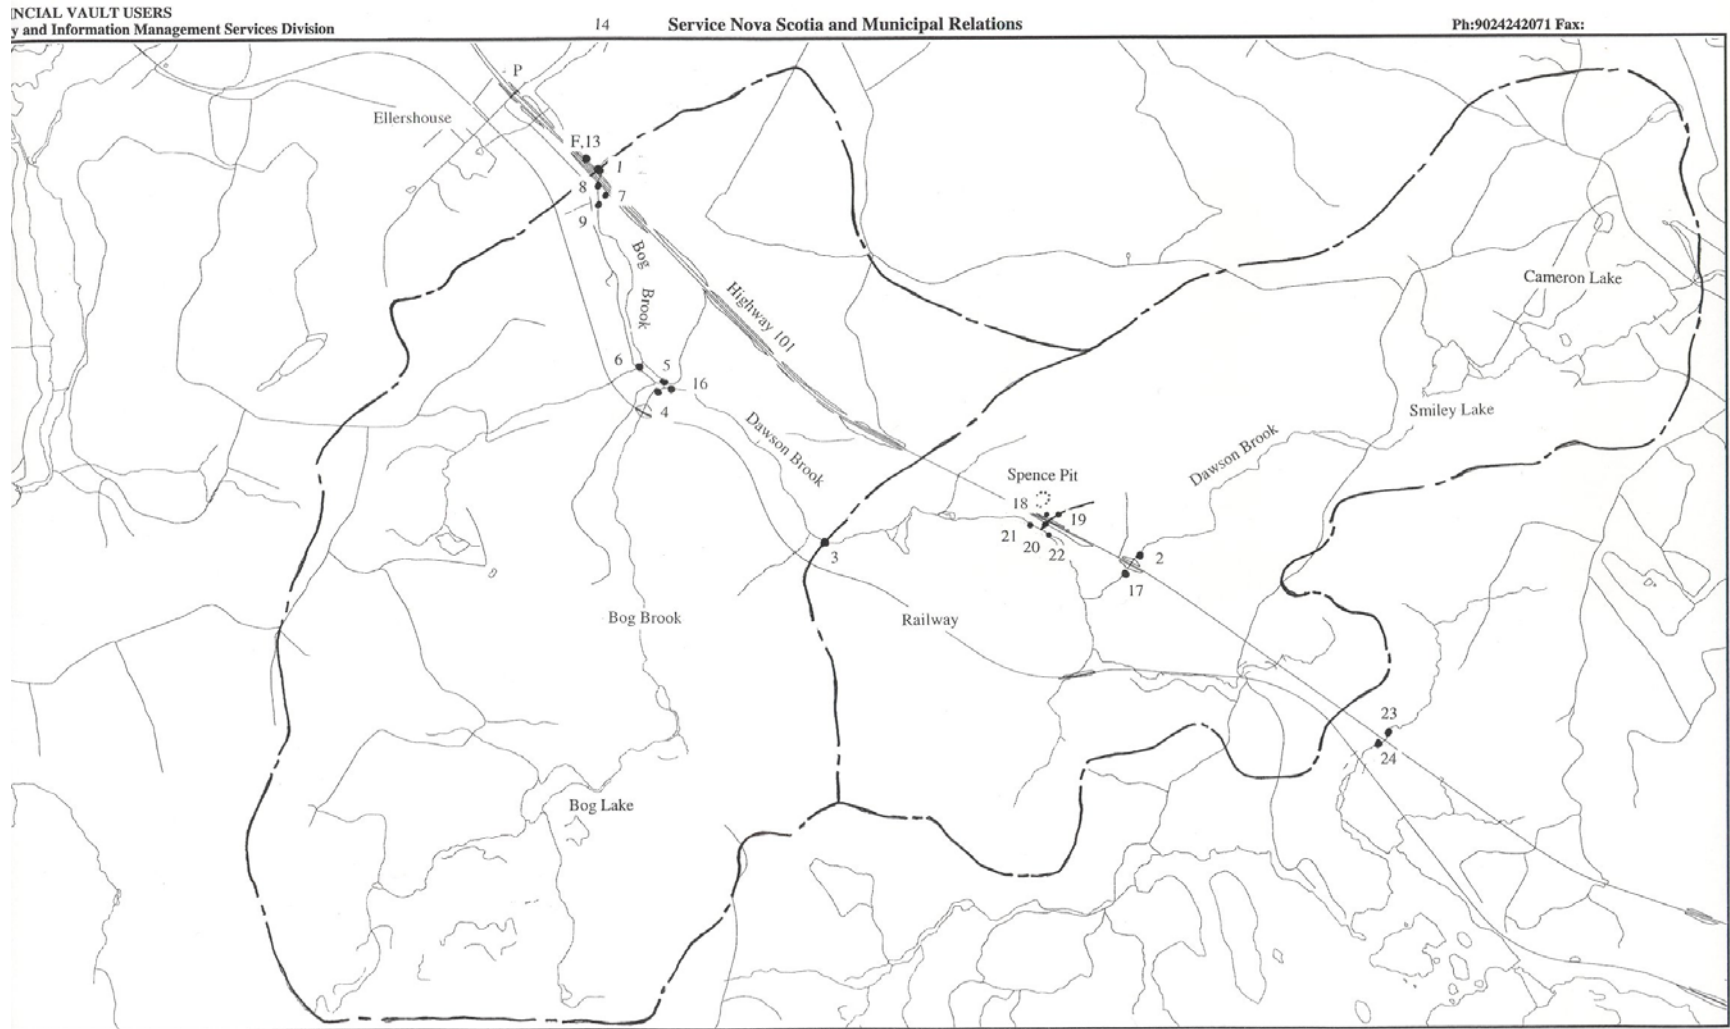 NCIAL VAULT USERS
y and Information Management Services Division
14
Service Nova Scotia and Municipal Relations
Ph:9024242071 Fax:
P
Ellershouse
F,13
1
8
7
9
Bog
Brook
Highway 101
Cameron Lake
6
5
16
4
Smiley Lake
Dawson Brook
Dawson Brook
Spence Pit
18
19
21
20
22
2
3
17
Bog Brook
Railway
23
24
Bog Lake